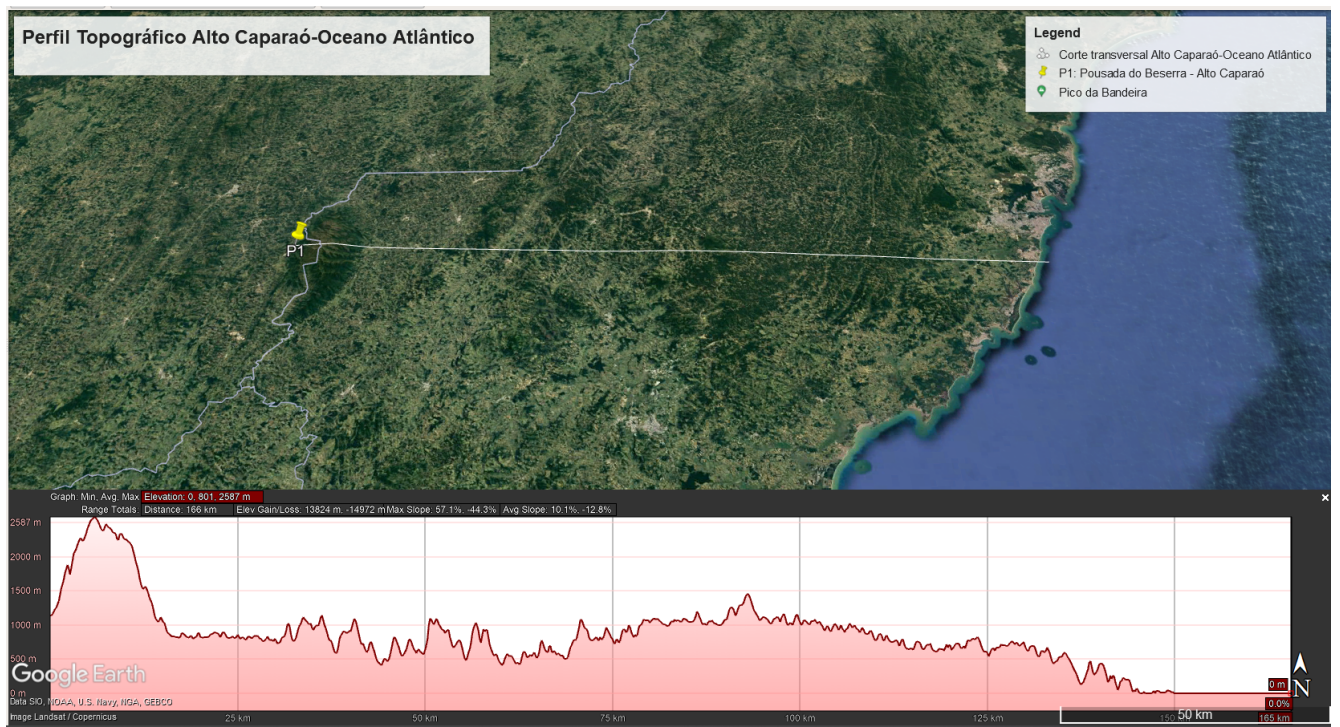 Perfil Topográfico Alto Caparaó-Oceano Atlântico
Legend
Corte transversal Alto Caparaó-Oceano Atlântico
P1: Pousada do Beserra - Alto Caparaó
Pico da Bandeira
P1
Graph: Min, Avg, Max Elevation: 0, 801, 2587 m
Range Totals: Distance: 166 km Elev Gain/Loss: 13824 m, -14972 m Max Slope: 57.1%, -44.3% Avg Slope: 10.1%, -12.8%
2587 m
2000 m
1500 m
1000 m
500 m
Google Earth
0 m
0 m
N
Data SIO, NOAA, U.S. Navy, NGA, GEBCO
0.0%
Image Landsat / Copernicus
25 km
50 km
75 km
100 km
125 km
50 km
165 km